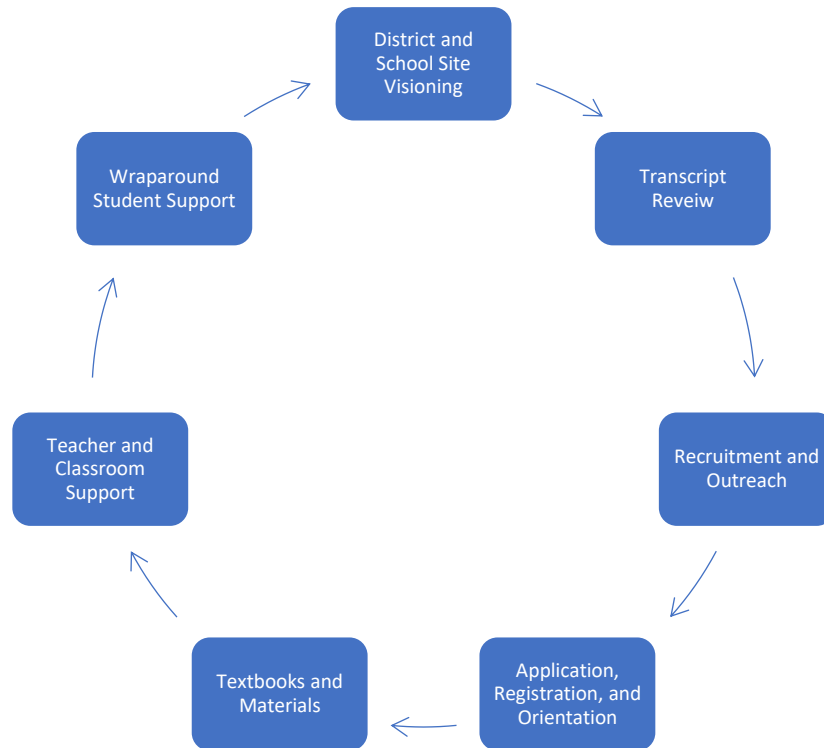 District and
School Site
Visioning
Transcript
Reveiw
Recruitment and
Outreach
Application,
Registration, and
Orientation
Textbooks and
Materials
Teacher and
Classroom
Support
Wraparound
Student Support